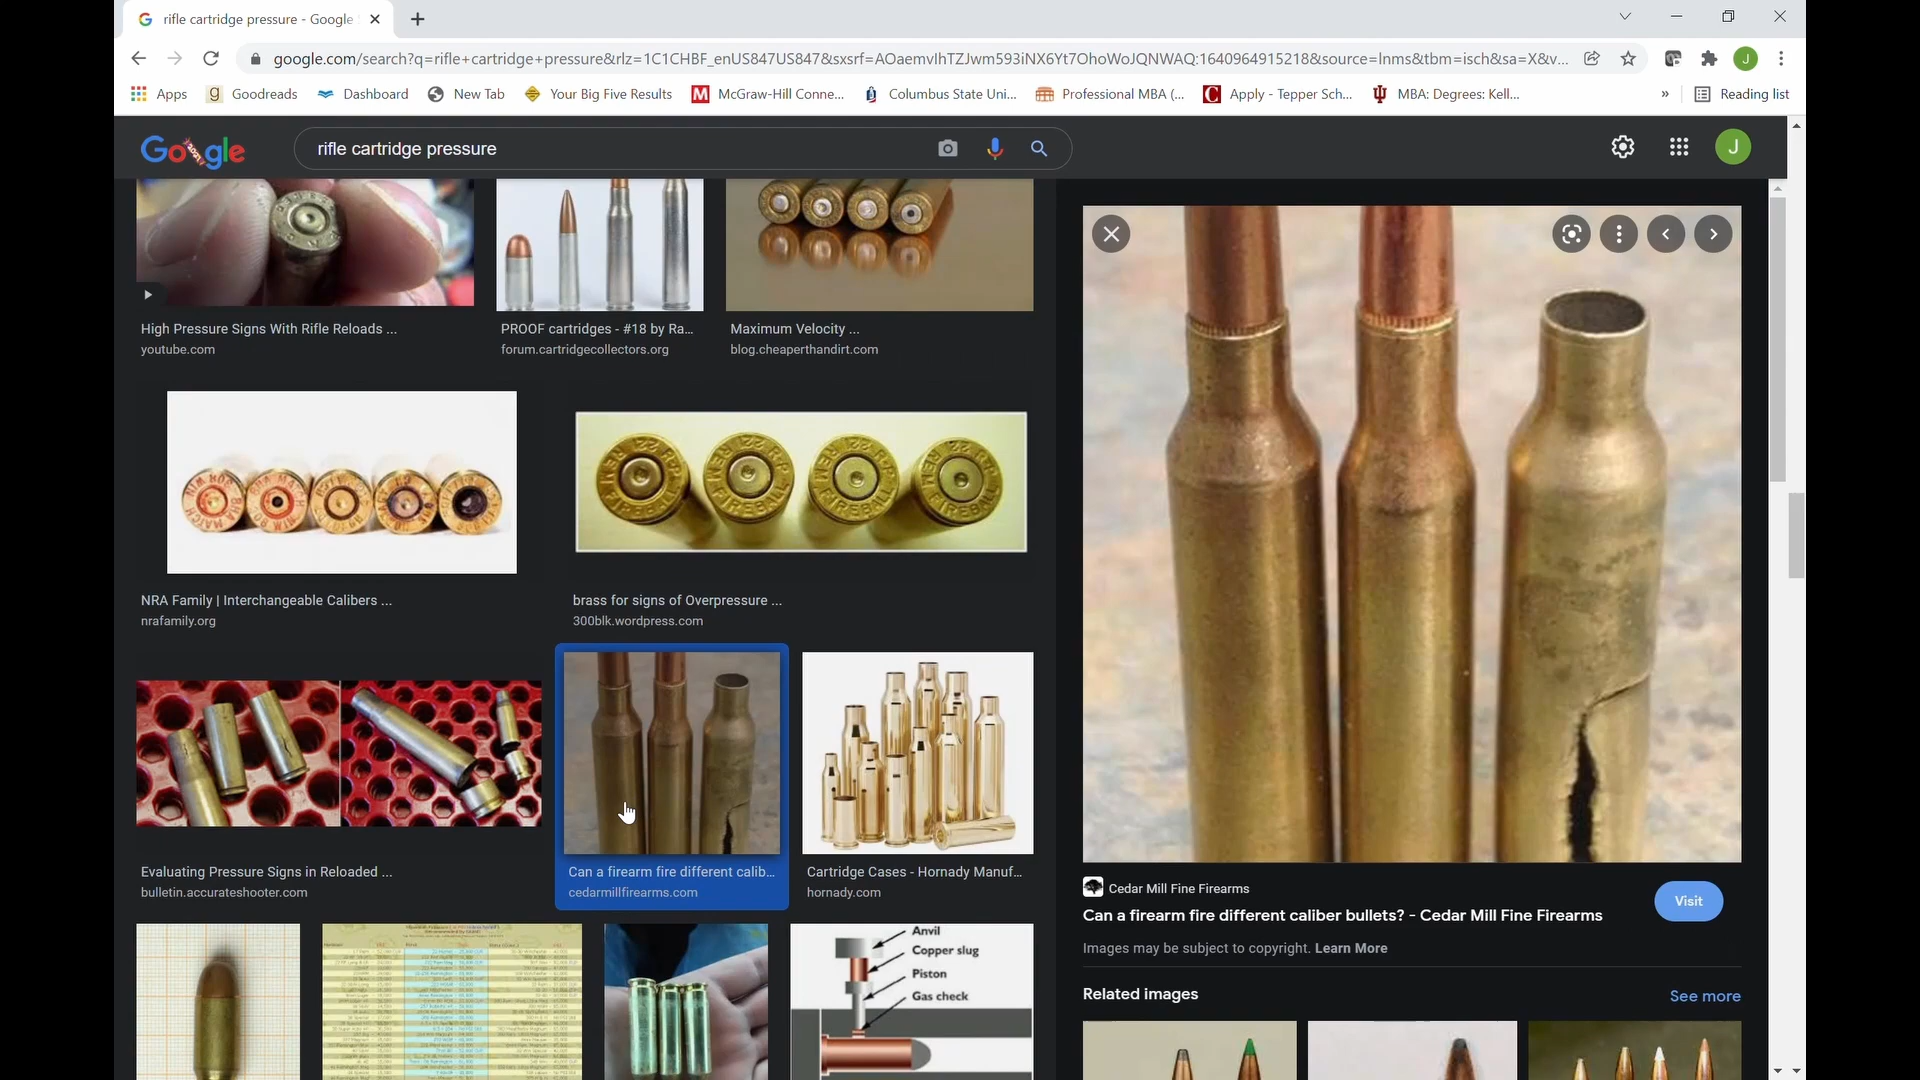 rifle cartridge pressure - Google
google.com/search?q=rifle+cartridge+pressure&rlz=1C1CHBF_enUS847US847&sxsrf=AOaemvIhTZJwm593iNX6Yt7OhoWoJQNWAQ:1640964915218&source=lnms&tbm=isch&sa=X&v...
Apps
Goodreads
Dashboard
New Tab
Your Big Five Results
McGraw-Hill Conne...
Columbus State Uni...
Professional MBA (...
Apply - Tepper Sch...
MBA: Degrees: Kell...
»
Reading list
Google
rifle cartridge pressure
J
High Pressure Signs With Rifle Reloads ...
youtube.com
PROOF cartridges - #18 by Ra...
forum.cartridgecollectors.org
Maximum Velocity ...
blog.cheaperthandirt.com
NRA Family | Interchangeable Calibers ...
nrafamily.org
brass for signs of Overpressure ...
300blk.wordpress.com
Evaluating Pressure Signs in Reloaded ...
bulletin.accurateshooter.com
Can a firearm fire different calib...
cedarmillfirearms.com
Cartridge Cases - Hornady Manuf...
hornady.com
Anvil
Copper slug
Piston
Gas check
Cedar Mill Fine Firearms
Can a firearm fire different caliber bullets? - Cedar Mill Fine Firearms
Visit
Images may be subject to copyright. Learn More
Related images
See more